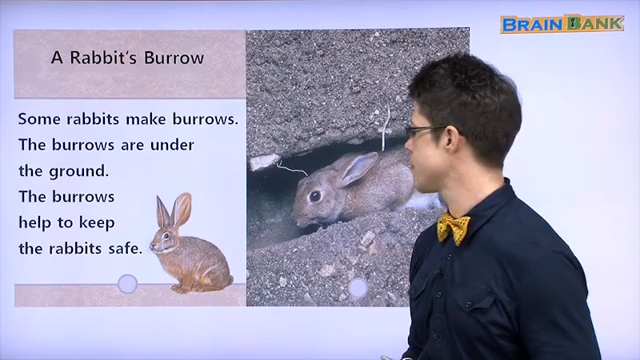 BRAIN BANK
A Rabbit's Burrow
Some rabbits make burrows.
The burrows are under
the ground.
The burrows
help to keep
the rabbits safe.